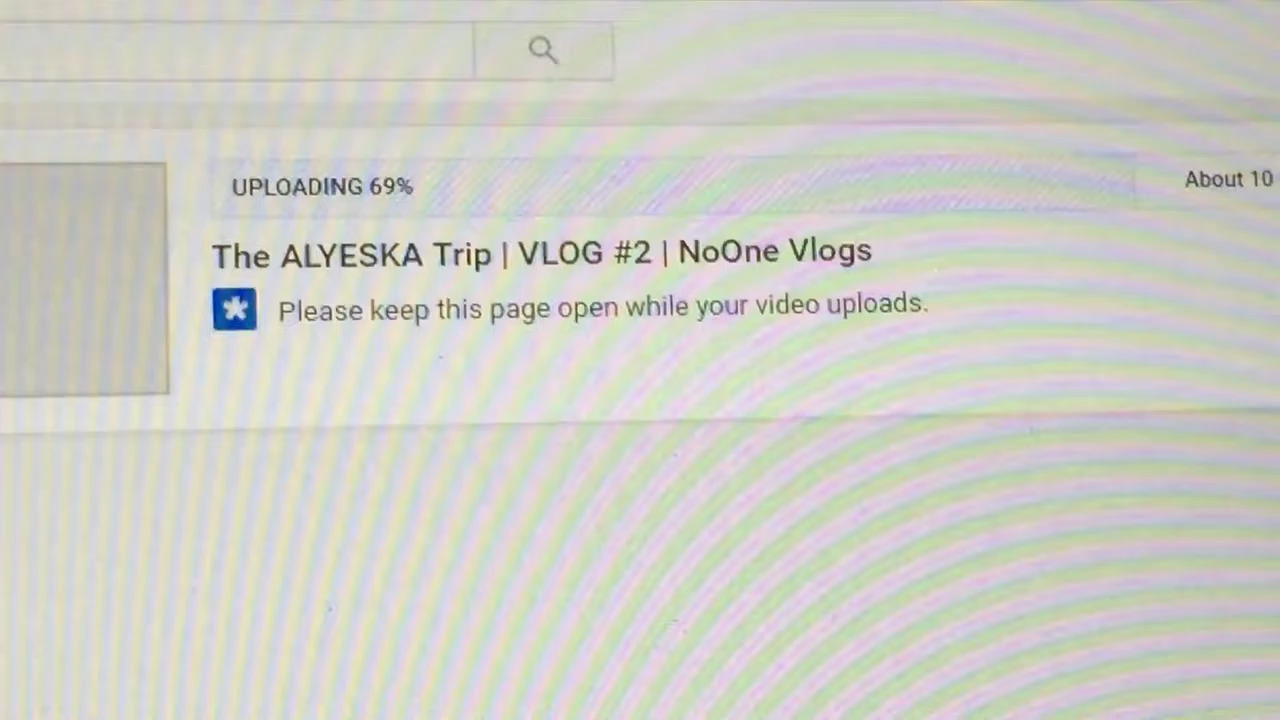 UPLOADING 69%
About 10
The ALYESKA Trip | VLOG #2 | NoOne Vlogs
Please keep this page open while your video uploads.